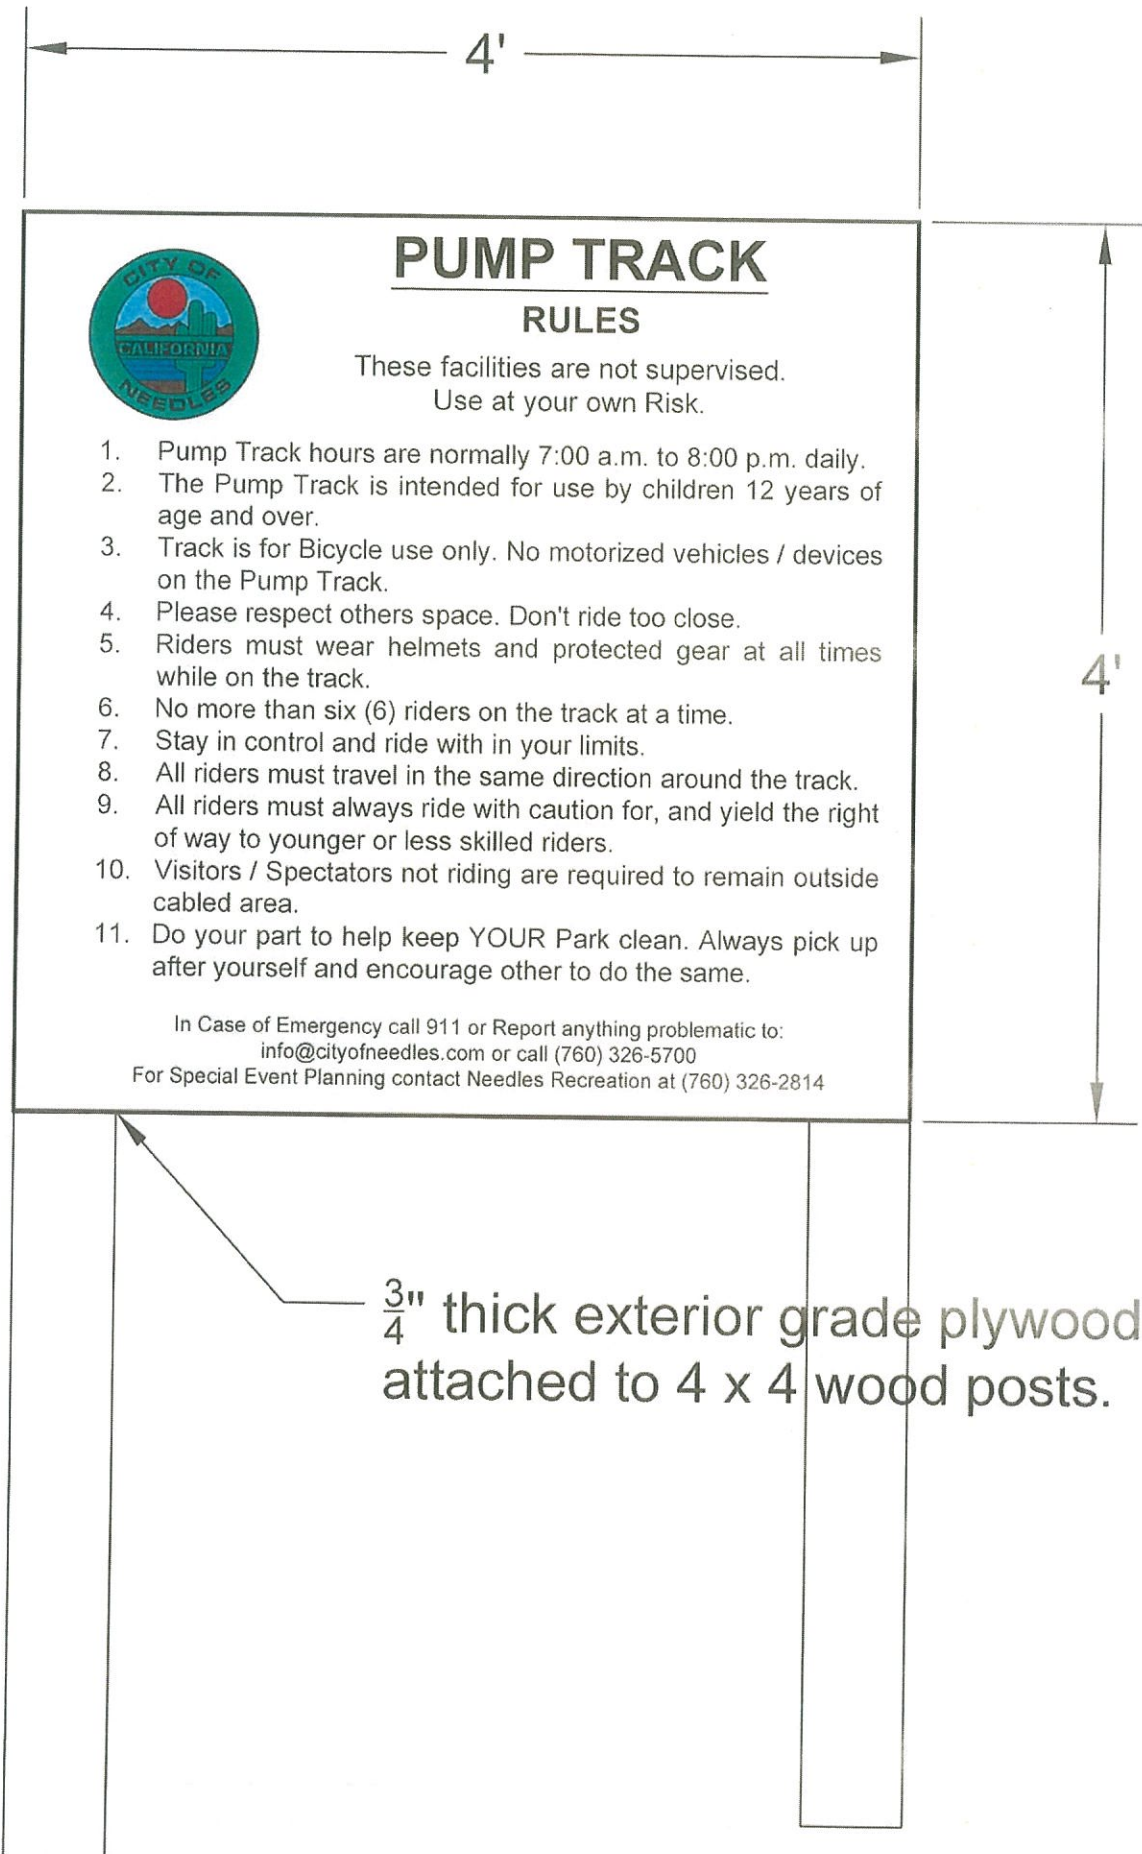 4'
CITY OF
CALIFORNIA
NEEDLES
PUMP TRACK
RULES
These facilities are not supervised.
Use at your own Risk.
1. Pump Track hours are normally 7:00 a.m. to 8:00 p.m. daily.
2. The Pump Track is intended for use by children 12 years of
age and over.
3. Track is for Bicycle use only. No motorized vehicles / devices
on the Pump Track.
4. Please respect others space. Don't ride too close.
5. Riders must wear helmets and protected gear at all times
while on the track.
6. No more than six (6) riders on the track at a time.
7. Stay in control and ride with in your limits.
8. All riders must travel in the same direction around the track.
9. All riders must always ride with caution for, and yield the right
of way to younger or less skilled riders.
10. Visitors / Spectators not riding are required to remain outside
cabled area.
11. Do your part to help keep YOUR Park clean. Always pick up
after yourself and encourage other to do the same.
In Case of Emergency call 911 or Report anything problematic to:
info@cityofneedles.com or call (760) 326-5700
For Special Event Planning contact Needles Recreation at (760) 326-2814
4'
3/4" thick exterior grade plywood
attached to 4 x 4 wood posts.